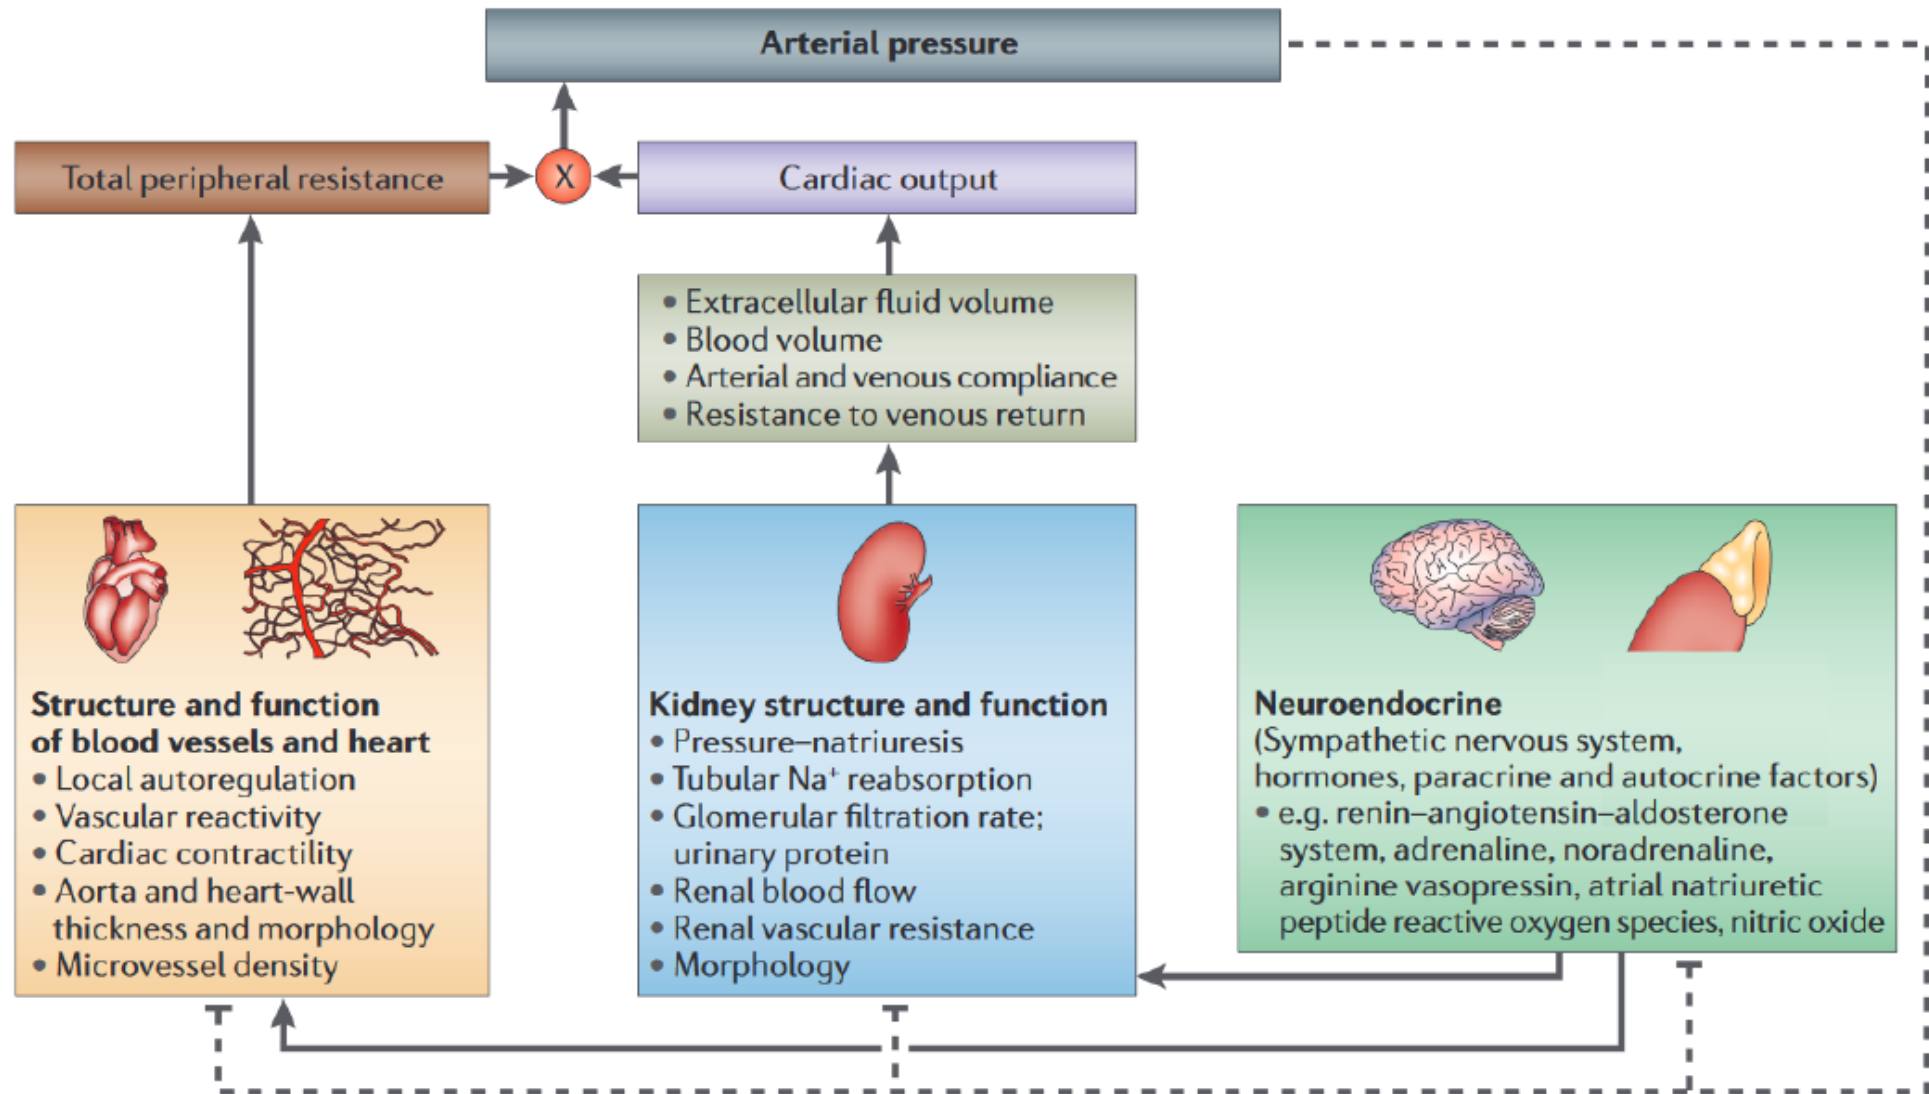 Arterial pressure
Total peripheral resistance
X
Cardiac output
• Extracellular fluid volume
• Blood volume
• Arterial and venous compliance
• Resistance to venous return
Structure and function
of blood vessels and heart
• Local autoregulation
• Vascular reactivity
• Cardiac contractility
• Aorta and heart-wall
thickness and morphology
• Microvessel density
Kidney structure and function
• Pressure–natriuresis
• Tubular Na⁺ reabsorption
• Glomerular filtration rate;
urinary protein
• Renal blood flow
• Renal vascular resistance
• Morphology
Neuroendocrine
(Sympathetic nervous system,
hormones, paracrine and autocrine factors)
• e.g. renin–angiotensin–aldosterone
system, adrenaline, noradrenaline,
arginine vasopressin, atrial natriuretic
peptide reactive oxygen species, nitric oxide